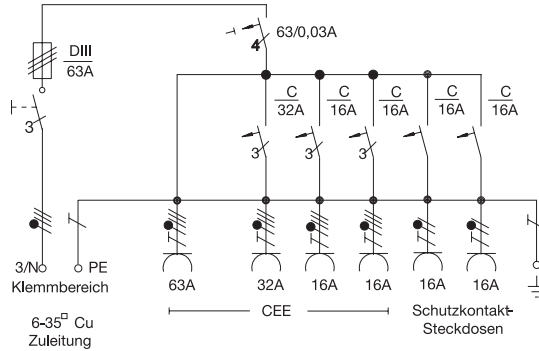 DIII
63A
4
63/0,03A
C
32A
C
16A
C
16A
C
16A
C
16A
3
3
3
3
3/N
PE
Klemmbereich
6-35□ Cu
Zuleitung
63A
32A
16A
16A
16A
16A
CEE
Schutzkontakt-
Steckdosen